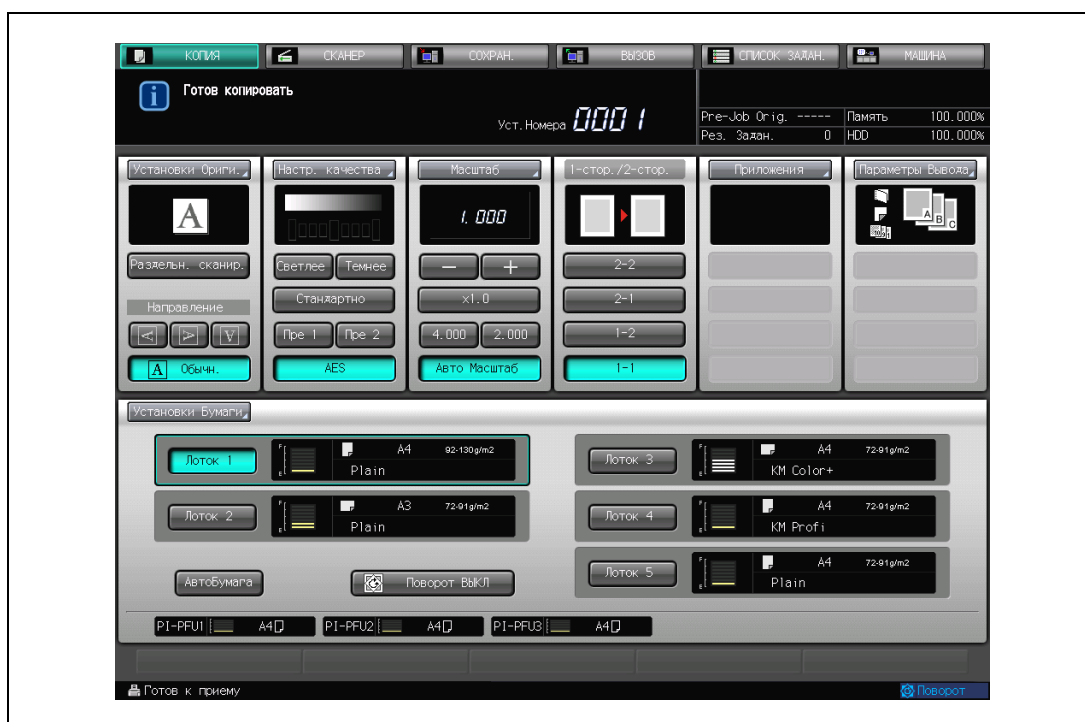 КОПИЯ СКАНЕР СОХРАН. ВЫЗОВ СПИСОК ЗАДАН. МАШИНА
Готов копировать
Уст.Номера 0001
Pre-Job Orig. ----- Память 100.000%
Рез. Задан. 0 HDD 100.000%
Установки Ориги. Настр. качества Масштаб 1-стор./2-стор. Приложения Параметры Вывода
A 1.000 A B C
Раздельн. сканир. Светлее Темнее − + 2-2
Направление Стандартно x1.0 2-1
A A A Пре 1 Пре 2 4.000 2.000 1-2
A Обычн. AES Авто Масштаб 1-1
Установки Бумаги
Лоток 1 F E A4 92-130g/m2 Plain
Лоток 2 F E A3 72-91g/m2 Plain
Лоток 3 F E A4 72-91g/m2 KM Color+
Лоток 4 F E A4 72-91g/m2 KM Profi
Лоток 5 F E A4 72-91g/m2 Plain
АвтоБумага Поворот ВЫКЛ
PI-PFU1 A4 PI-PFU2 A4 PI-PFU3 A4
Готов к приему Поворот